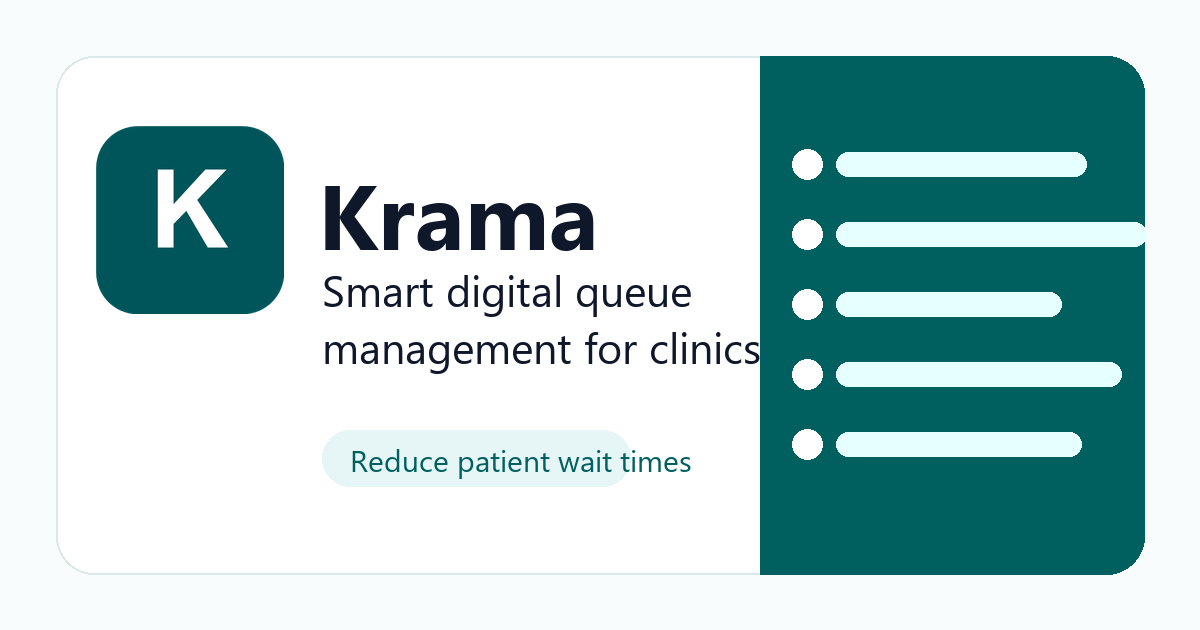 K
Krama
Smart digital queue
management for clinics
Reduce patient wait times